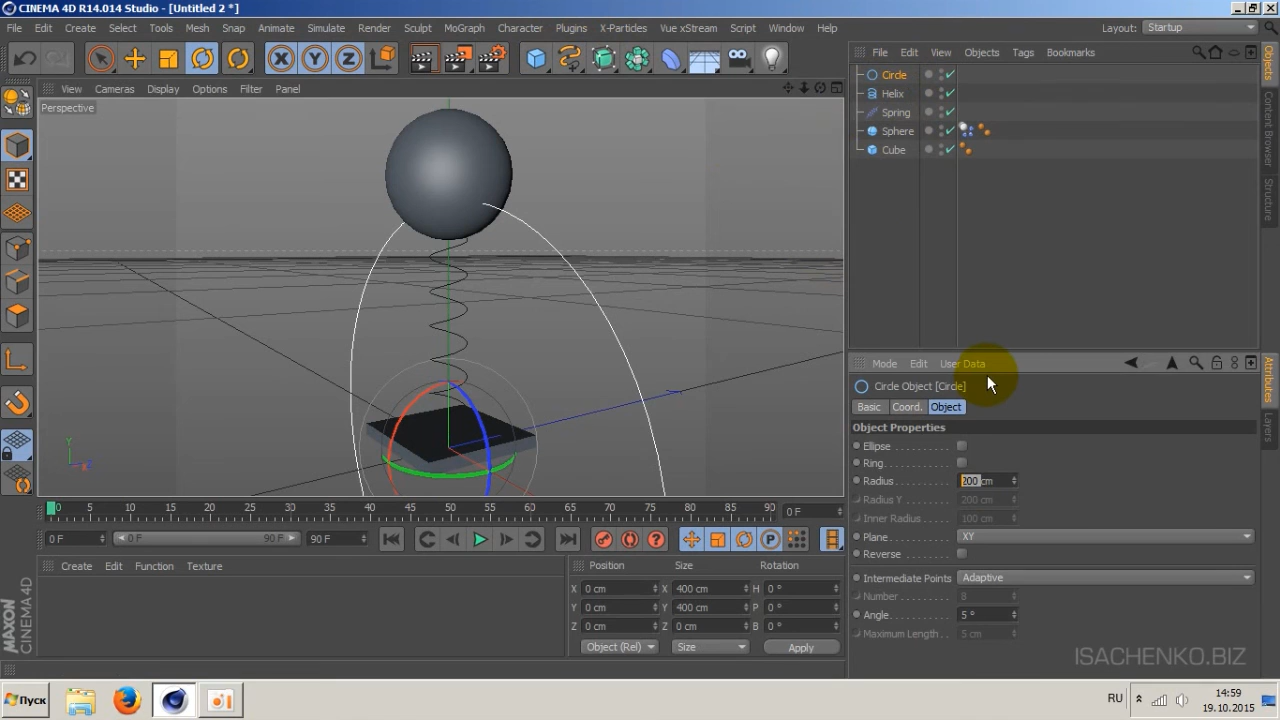 CINEMA 4D R14.014 Studio - [Untitled 2 *]
File Edit Create Select Tools Mesh Snap Animate Simulate Render Sculpt MoGraph Character Plugins X-Particles Vue xStream Script Window Help Layout: Startup
File Edit View Objects Tags Bookmarks
View Cameras Display Options Filter Panel
Perspective
Circle
Helix
Spring
Sphere
Cube
Objects
Content Browser
Structure
Attributes
Layers
Mode Edit User Data
Circle Object [Circle]
Basic Coord. Object
Object Properties
Ellipse
Ring
Radius 200 cm
Radius Y 200 cm
Inner Radius 100 cm
Plane XY
Reverse
Intermediate Points Adaptive
Number 8
Angle 5 °
Maximum Length 5 cm
Y
X
Z
0 5 10 15 20 25 30 35 40 45 50 55 60 65 70 75 80 85 90 0 F
0 F 0 F 90 F 90 F
Create Edit Function Texture
Position Size Rotation
X 0 cm X 400 cm H 0 °
Y 0 cm Y 400 cm P 0 °
Z 0 cm Z 0 cm B 0 °
Object (Rel) Size Apply
MAXON
CINEMA 4D
ISACHENKO.BIZ
Пуск
RU
14:59
19.10.2015